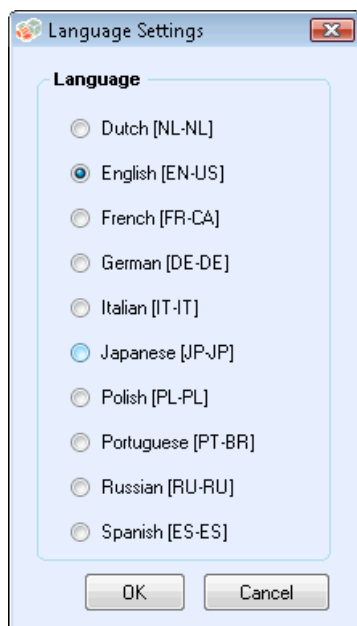 Language Settings
Language
Dutch [NL-NL]
English [EN-US]
French [FR-CA]
German [DE-DE]
Italian [IT-IT]
Japanese [JP-JP]
Polish [PL-PL]
Portuguese [PT-BR]
Russian [RU-RU]
Spanish [ES-ES]
OK Cancel